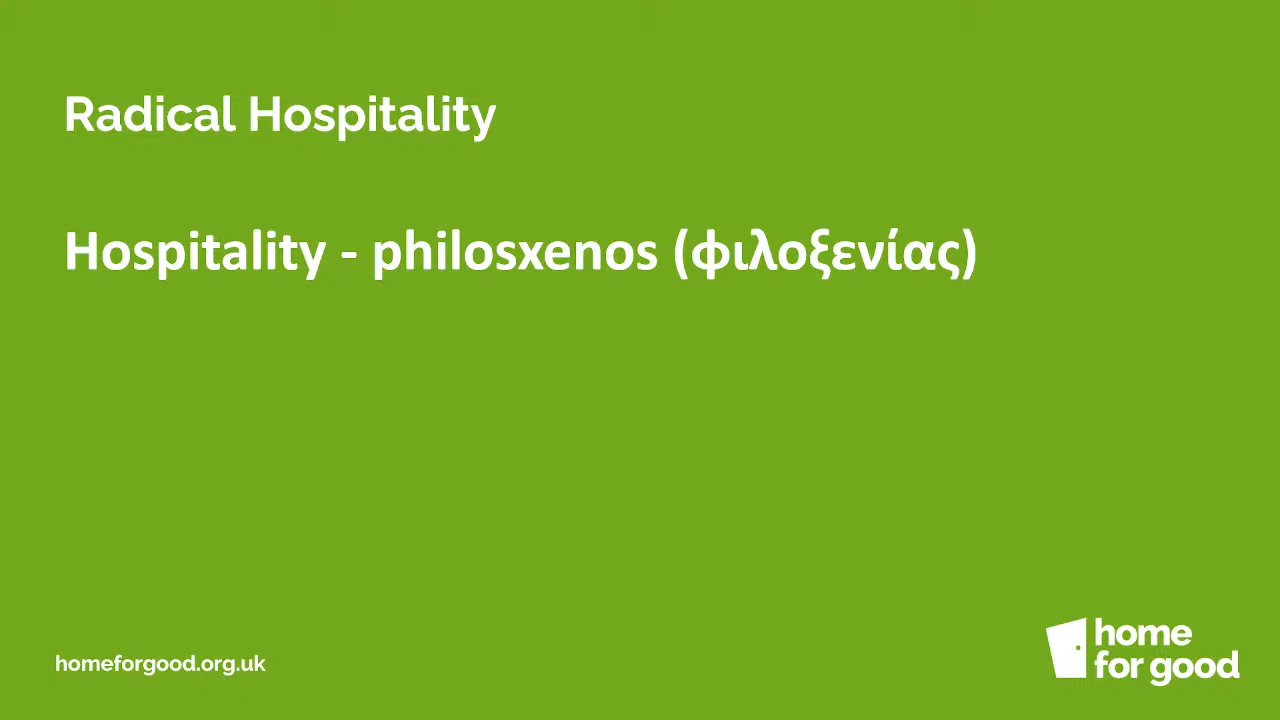 Radical Hospitality
Hospitality - philosxenos (φιλοξενίας)
homeforgood.org.uk
home
for good